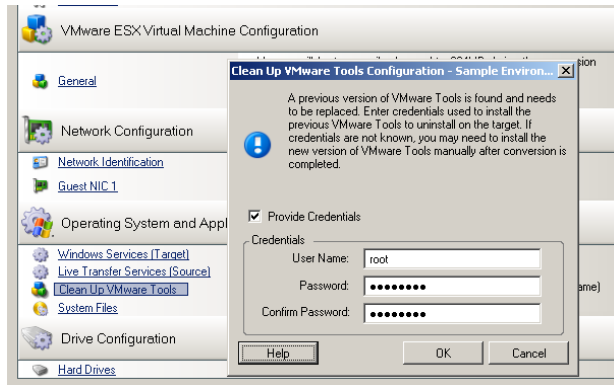 VMware ESX Virtual Machine Configuration
General
Clean Up VMware Tools Configuration - Sample Environ...
A previous version of VMware Tools is found and needs
to be replaced. Enter credentials used to install the
previous VMware Tools to uninstall on the target. If
credentials are not known, you may need to install the
new version of VMware Tools manually after conversion is
completed.
Network Configuration
Network Identification
Guest NIC 1
Provide Credentials
Operating System and Appl
Credentials
Windows Services (Target)
User Name: root
Live Transfer Services (Source)
Clean Up VMware Tools
Password: ●●●●●●●●
ame)
System Files
Confirm Password: ●●●●●●●●
Drive Configuration
Help
OK
Cancel
Hard Drives